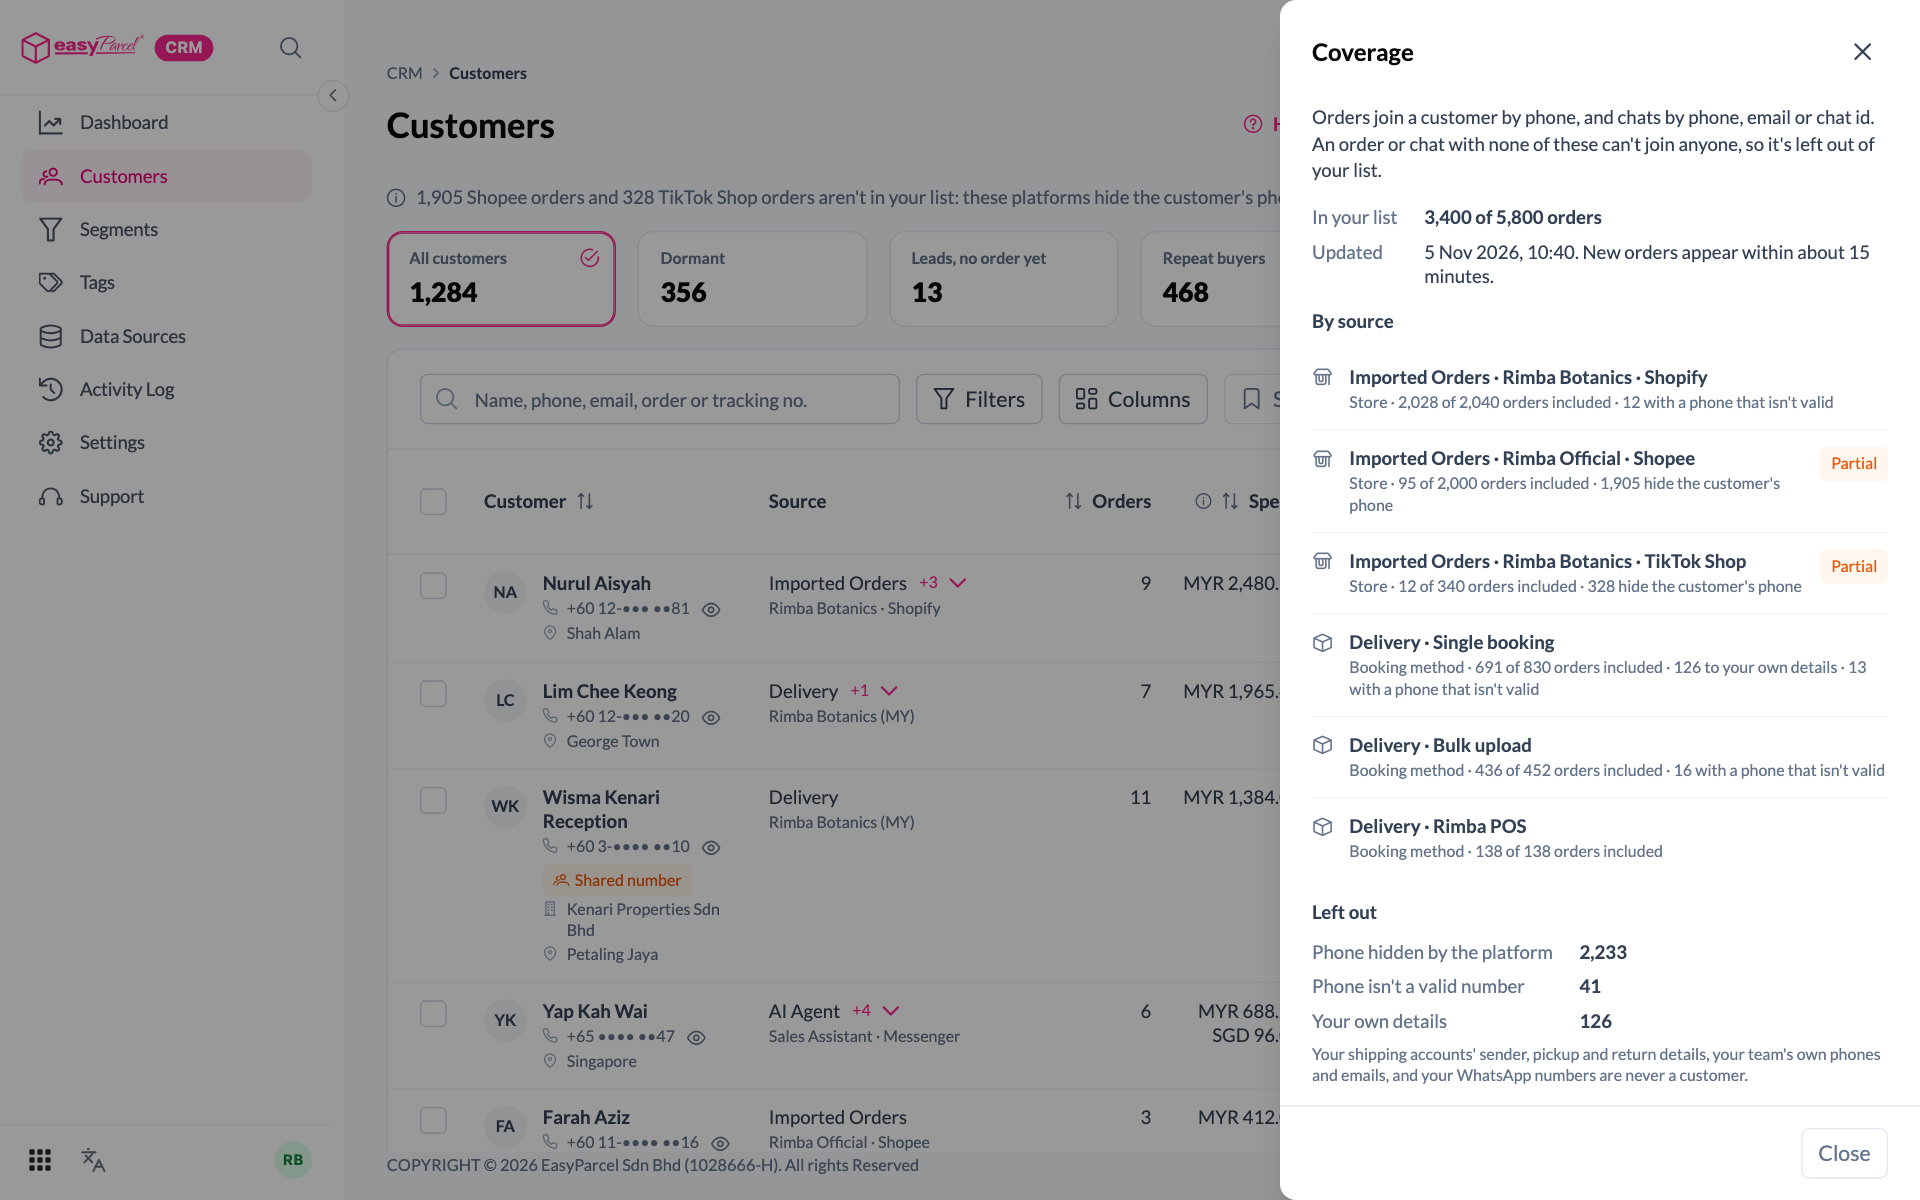 easyParcel CRM
Dashboard
Customers
Segments
Tags
Data Sources
Activity Log
Settings
Support
RB
CRM > Customers
Customers
1,905 Shopee orders and 328 TikTok Shop orders aren't in your list: these platforms hide the customer's
All customers
1,284
Dormant
356
Leads, no order yet
13
Repeat buyers
468
Name, phone, email, order or tracking no.
Filters
Columns
Customer
Source
Orders
NA
Nurul Aisyah
+60 12-••• ••81
Shah Alam
Imported Orders +3
Rimba Botanics · Shopify
9
MYR 2,480.
LC
Lim Chee Keong
+60 12-••• ••20
George Town
Delivery +1
Rimba Botanics (MY)
7
MYR 1,965.
WK
Wisma Kenari
Reception
+60 3-•••• ••10
Shared number
Kenari Properties Sdn
Bhd
Petaling Jaya
Delivery
Rimba Botanics (MY)
11
MYR 1,384.
YK
Yap Kah Wai
+65 •••• ••47
Singapore
AI Agent +4
Sales Assistant · Messenger
6
MYR 688.
SGD 96.
FA
Farah Aziz
+60 11-•••• ••16
Imported Orders
Rimba Official · Shopee
3
MYR 412.
COPYRIGHT © 2026 EasyParcel Sdn Bhd (1028666-H). All rights Reserved
Coverage
Orders join a customer by phone, and chats by phone, email or chat id.
An order or chat with none of these can't join anyone, so it's left out of
your list.
In your list 3,400 of 5,800 orders
Updated 5 Nov 2026, 10:40. New orders appear within about 15
minutes.
By source
Imported Orders · Rimba Botanics · Shopify
Store · 2,028 of 2,040 orders included · 12 with a phone that isn't valid
Imported Orders · Rimba Official · Shopee
Partial
Store · 95 of 2,000 orders included · 1,905 hide the customer's
phone
Imported Orders · Rimba Botanics · TikTok Shop
Partial
Store · 12 of 340 orders included · 328 hide the customer's phone
Delivery · Single booking
Booking method · 691 of 830 orders included · 126 to your own details · 13
with a phone that isn't valid
Delivery · Bulk upload
Booking method · 436 of 452 orders included · 16 with a phone that isn't valid
Delivery · Rimba POS
Booking method · 138 of 138 orders included
Left out
Phone hidden by the platform 2,233
Phone isn't a valid number 41
Your own details 126
Your shipping accounts' sender, pickup and return details, your team's own phones
and emails, and your WhatsApp numbers are never a customer.
Close